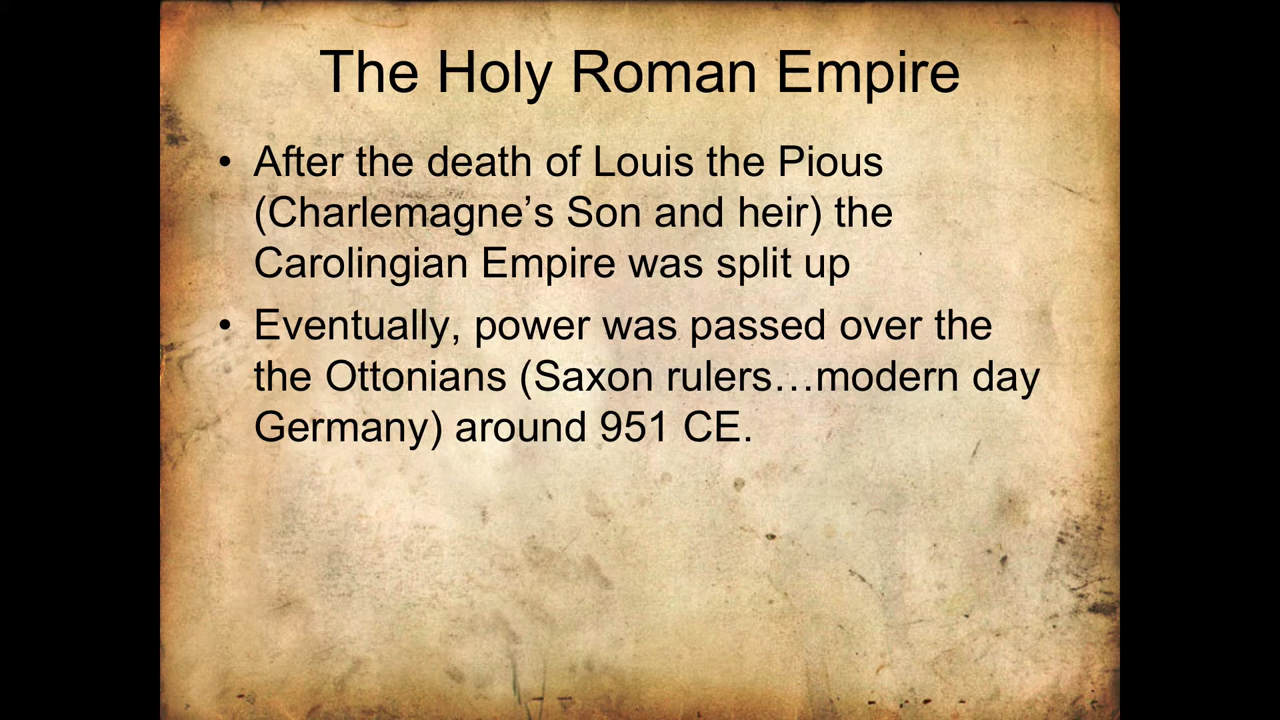 The Holy Roman Empire
• After the death of Louis the Pious
(Charlemagne’s Son and heir) the
Carolingian Empire was split up
• Eventually, power was passed over the
the Ottonians (Saxon rulers…modern day
Germany) around 951 CE.